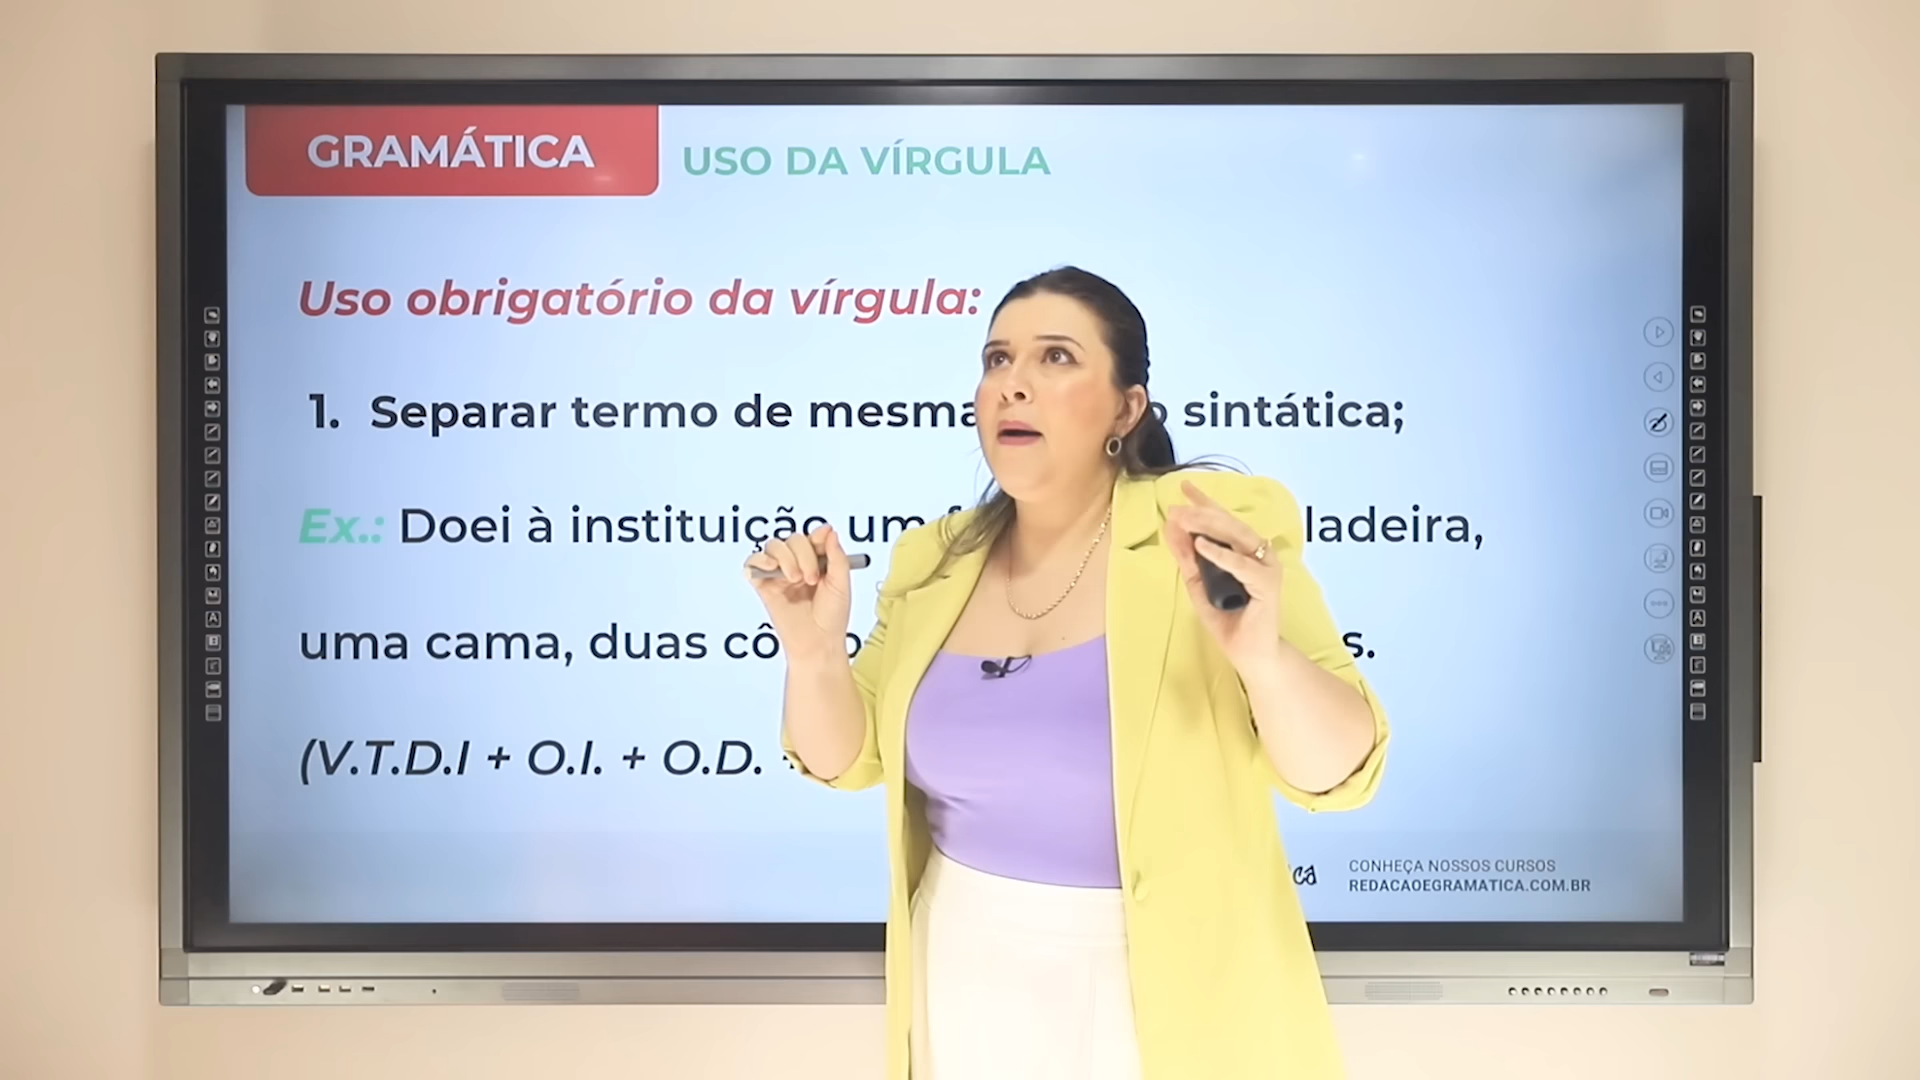 GRAMÁTICA
USO DA VÍRGULA
Uso obrigatório da vírgula:
1. Separar termo de mesma sintática;
Ex.: Doei à instituição um ladeira,
uma cama, duas
(V.T.D.I + O.I. + O.D.
CONHEÇA NOSSOS CURSOS
REDACAOEGRAMATICA.COM.BR